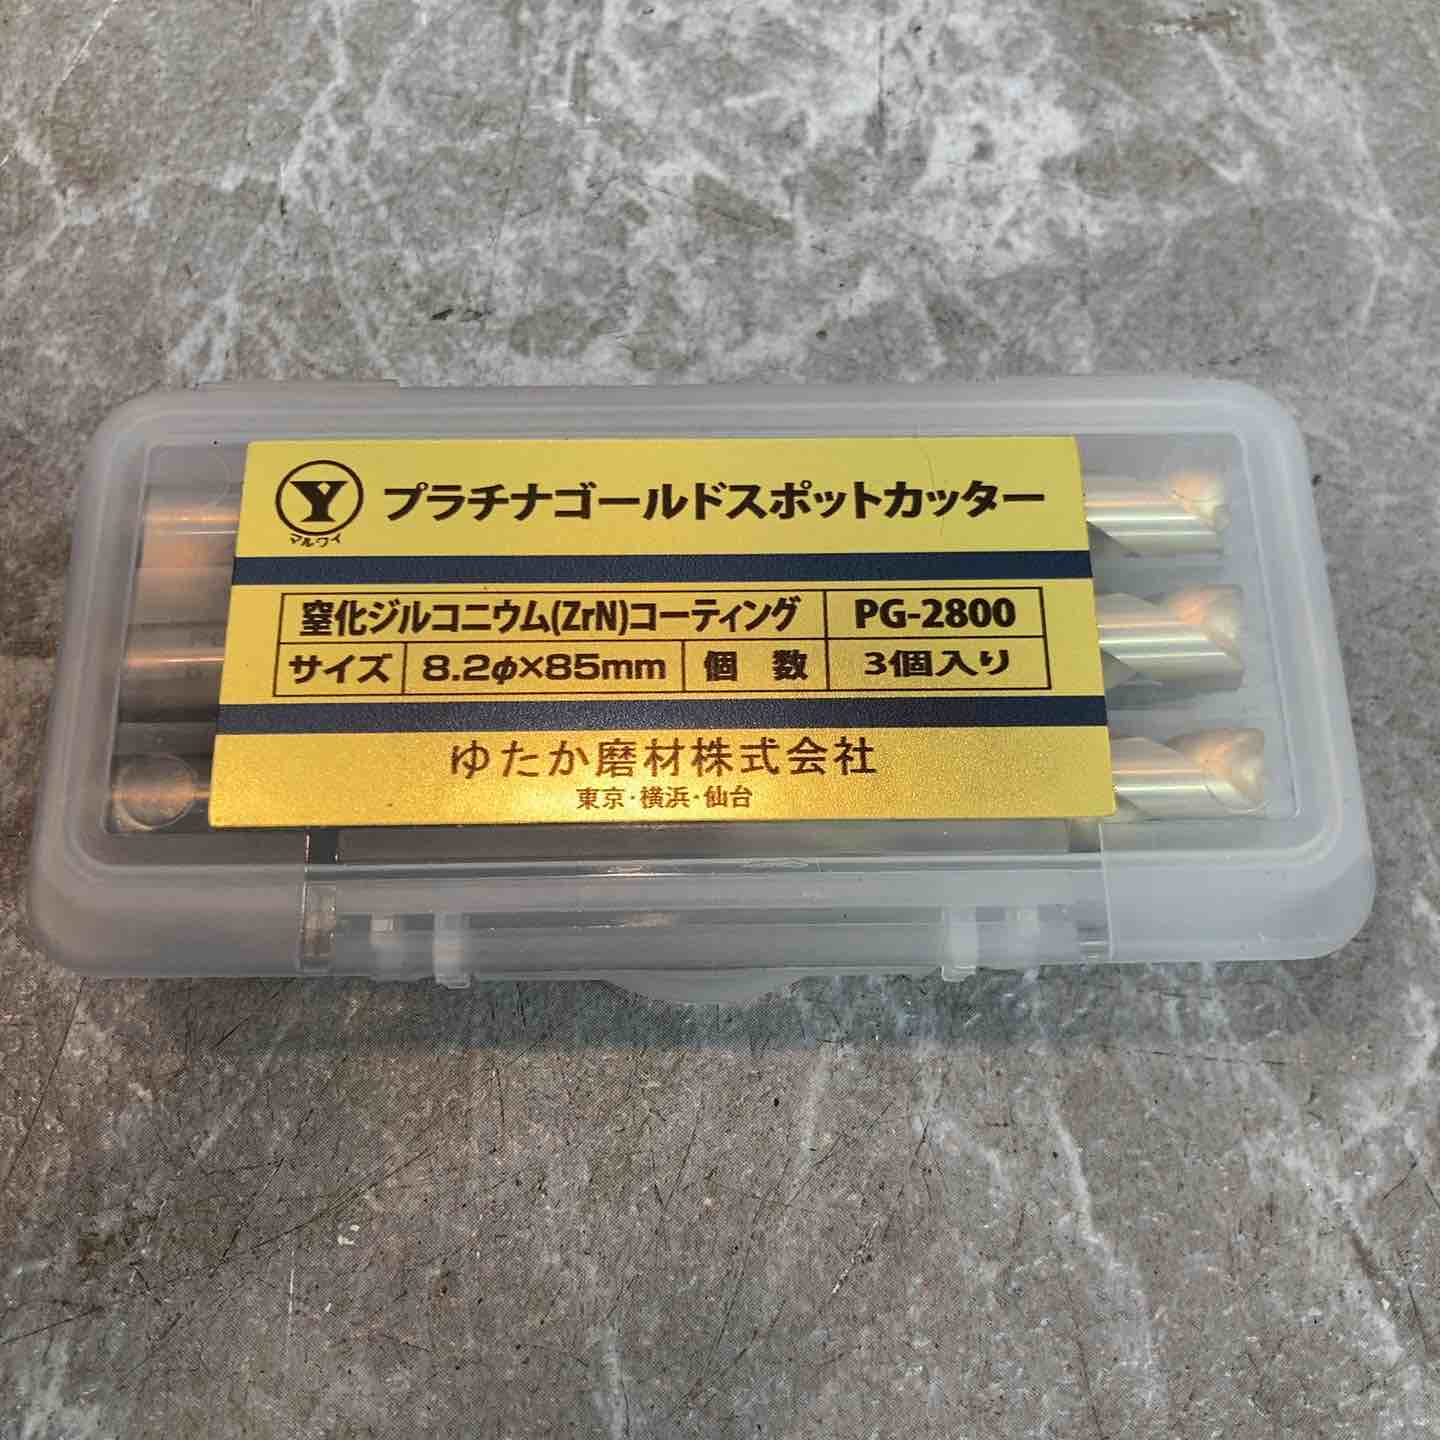 Y プラチナゴールドスポットカッター
マルワイ
窒化ジルコニウム(ZrN)コーティング PG-2800
サイズ 8.2φ×85mm 個 数 3個入り
ゆたか磨材株式会社
東京・横浜・仙台